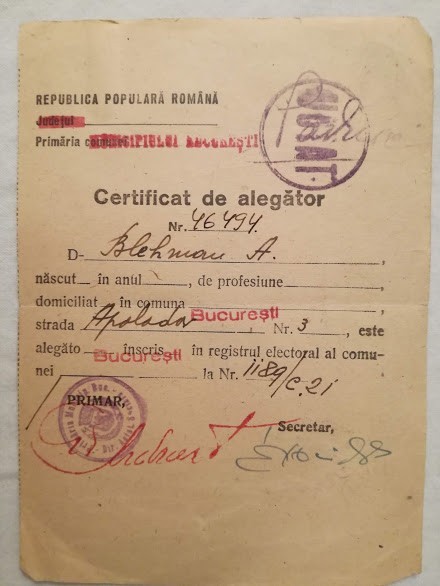 REPUBLICA POPULARĂ ROMÂNĂ
Județul
Primăria comunei MUNICIPIULUI BUCUREȘTI
VOTAT
Certificat de alegător
Nr. 46494.
D- Blehman A.,
născut în anul, de profesiune,
domiciliat în comuna
București
strada Apolodor Nr. 3, este
alegăto înscris în registrul electoral al comu-
București
nei la Nr. 1189/C.21
PRIMAR,
Secretar,